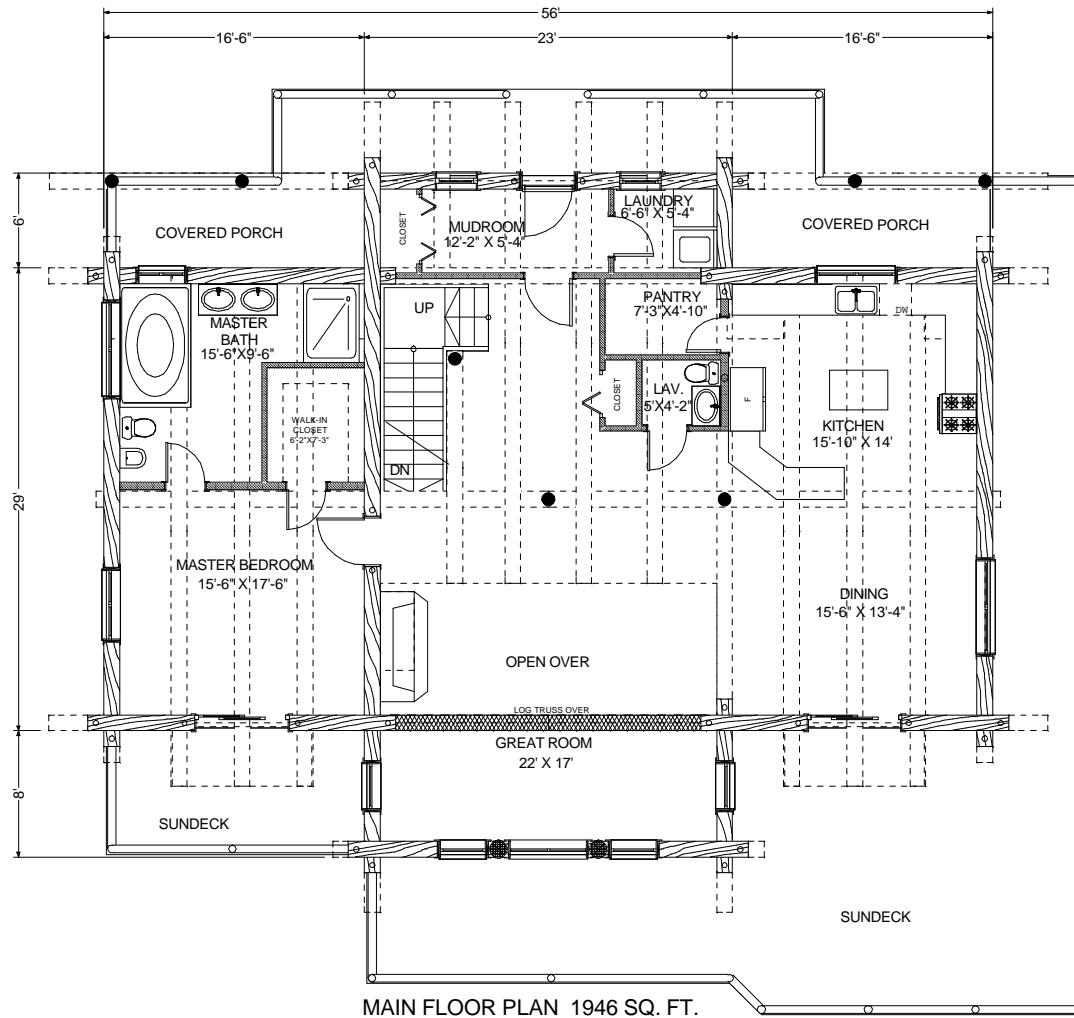 56'
16'-6"
23'
16'-6"
6'
29'
8'
COVERED PORCH
CLOSET
MUDROOM
12'-2" X 5'-4"
LAUNDRY
6'-6" X 5'-4"
COVERED PORCH
MASTER
BATH
15'-6"X9'-6"
UP
PANTRY
7'-3"X4'-10"
DW
WALK-IN
CLOSET
6'-2"X7'-3"
DN
CLOSET
LAV.
5'X4'-2"
F
KITCHEN
15'-10" X 14'
MASTER BEDROOM
15'-6" X 17'-6"
DINING
15'-6" X 13'-4"
OPEN OVER
LOG TRUSS OVER
GREAT ROOM
22' X 17'
SUNDECK
SUNDECK
MAIN FLOOR PLAN 1946 SQ. FT.